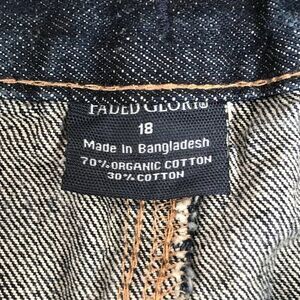 FADED GLORY®
18
Made in Bangladesh
70% ORGANIC COTTON
30% COTTON